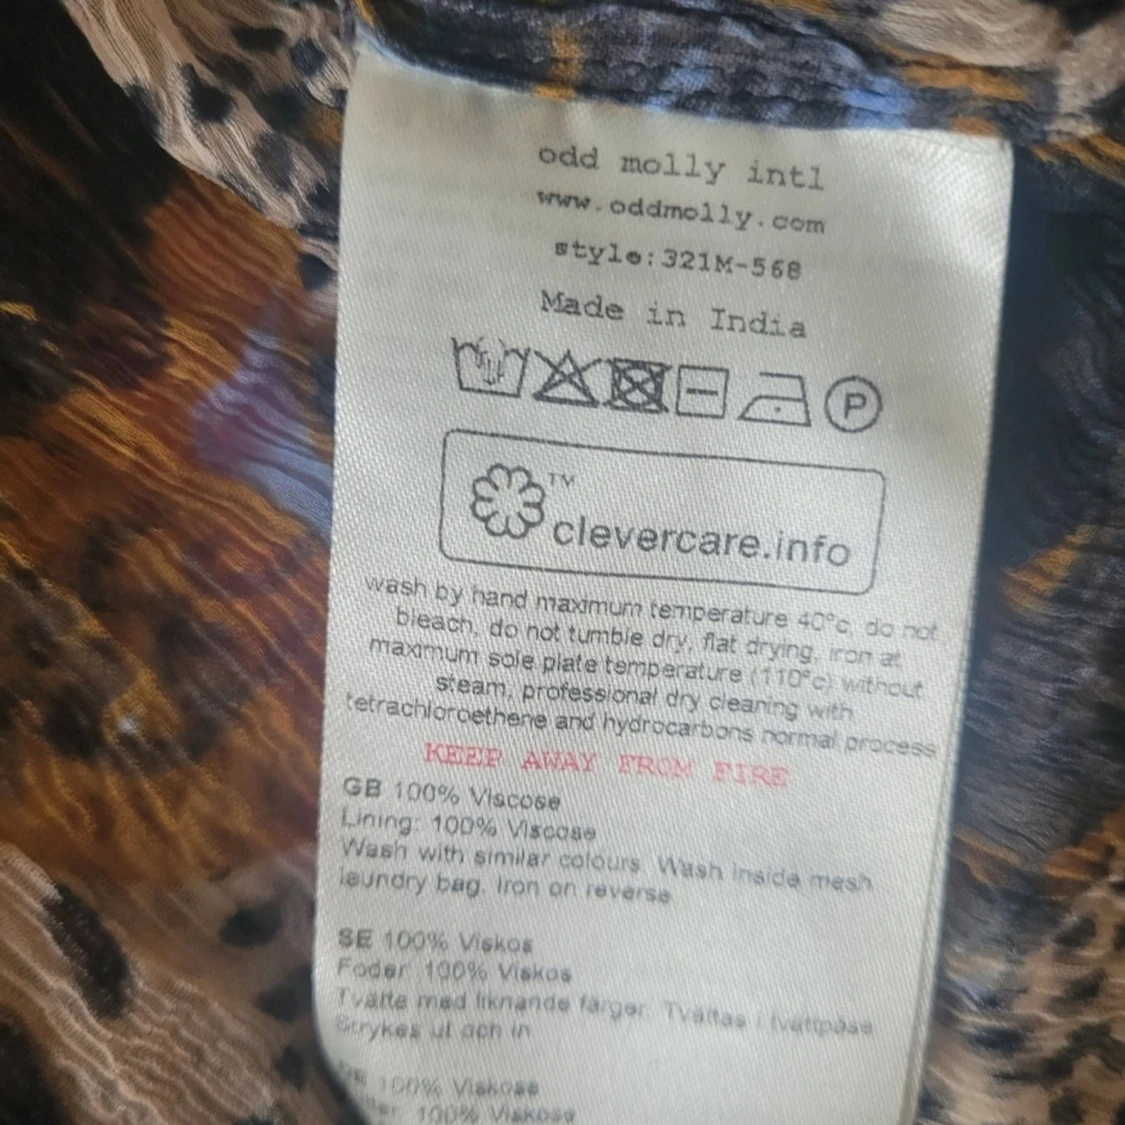 odd molly intl
www.oddmolly.com
style:321M-568
Made in India
P
TM
clevercare.info
wash by hand maximum temperature 40°c, do not
bleach, do not tumble dry, flat drying, iron at
maximum sole plate temperature (110°c) without
steam, professional dry cleaning with
tetrachloroethene and hydrocarbons normal process
KEEP AWAY FROM FIRE
GB 100% Viscose
Lining: 100% Viscose
Wash with similar colours. Wash inside mesh
laundry bag. Iron on reverse
SE 100% Viskos
Foder: 100% Viskos
Tvätta med liknande färger. Tvättas i tvättpåse
Strykes ut och in
100% Viskose
100% Viskose